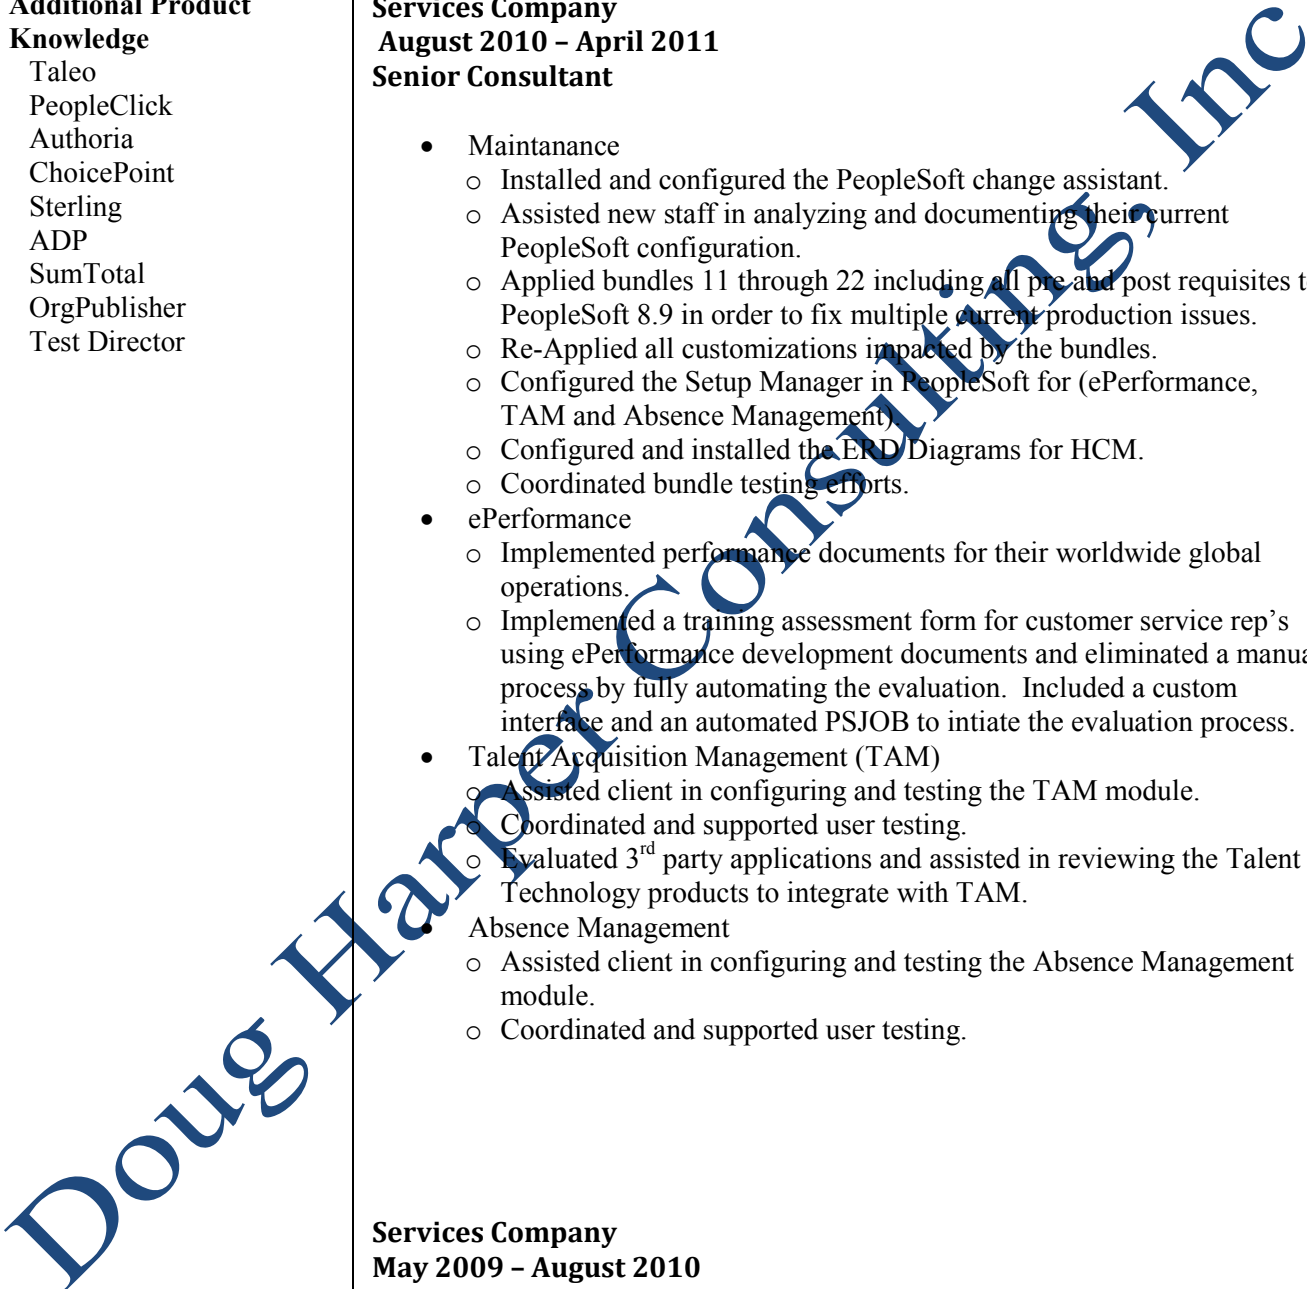 Additional Product
Knowledge
Taleo
PeopleClick
Authoria
ChoicePoint
Sterling
ADP
SumTotal
OrgPublisher
Test Director
Services Company
August 2010 – April 2011
Senior Consultant
• Maintanance
o Installed and configured the PeopleSoft change assistant.
o Assisted new staff in analyzing and documenting their current
PeopleSoft configuration.
o Applied bundles 11 through 22 including all pre and post requisites t
PeopleSoft 8.9 in order to fix multiple current production issues.
o Re-Applied all customizations impacted by the bundles.
o Configured the Setup Manager in PeopleSoft for (ePerformance,
TAM and Absence Management).
o Configured and installed the ERD Diagrams for HCM.
o Coordinated bundle testing efforts.
• ePerformance
o Implemented performance documents for their worldwide global
operations.
o Implemented a training assessment form for customer service rep's
using ePerformance development documents and eliminated a manua
process by fully automating the evaluation. Included a custom
interface and an automated PSJOB to intiate the evaluation process.
• Talent Acquisition Management (TAM)
o Assisted client in configuring and testing the TAM module.
o Coordinated and supported user testing.
o Evaluated 3rd party applications and assisted in reviewing the Talent
Technology products to integrate with TAM.
• Absence Management
o Assisted client in configuring and testing the Absence Management
module.
o Coordinated and supported user testing.
Services Company
May 2009 – August 2010
Doug Harper Consulting, Inc